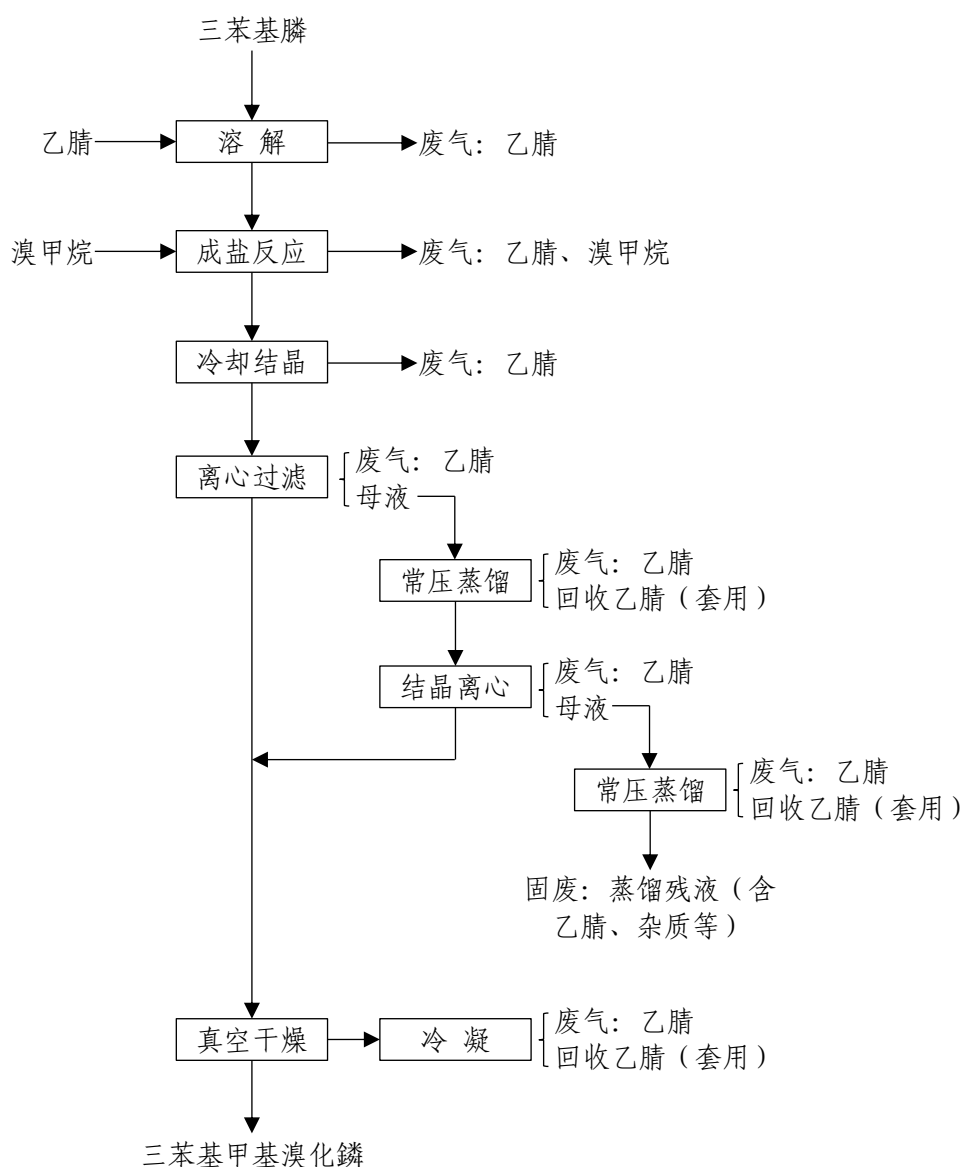 三苯基膦
乙腈
溶 解
废气：乙腈
溴甲烷
成盐反应
废气：乙腈、溴甲烷
冷却结晶
废气：乙腈
离心过滤
废气：乙腈
母液
常压蒸馏
废气：乙腈
回收乙腈（套用）
结晶离心
废气：乙腈
母液
常压蒸馏
废气：乙腈
回收乙腈（套用）
固废：蒸馏残液（含
乙腈、杂质等）
真空干燥
冷 凝
废气：乙腈
回收乙腈（套用）
三苯基甲基溴化鏻